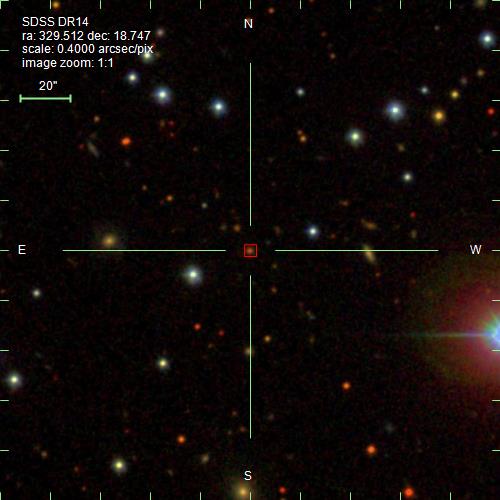 SDSS DR14
ra: 329.512 dec: 18.747
scale: 0.4000 arcsec/pix
image zoom: 1:1
20"
N
E
W
S